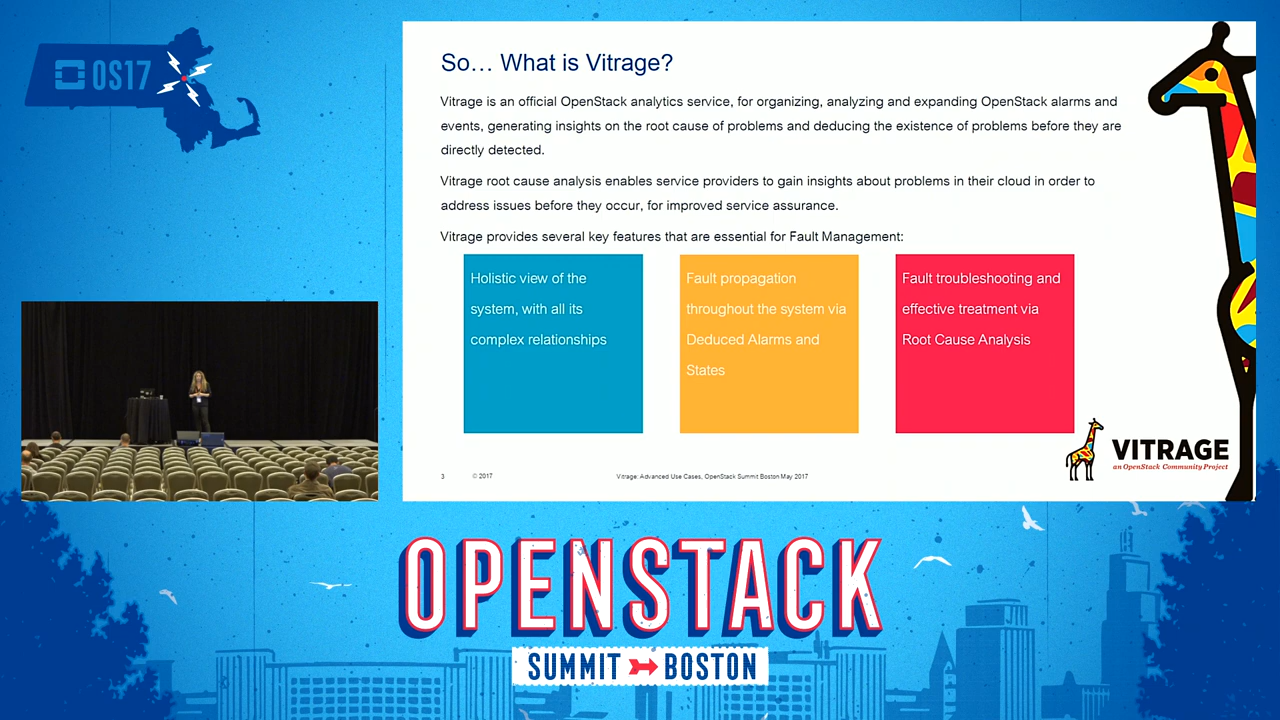 OS17
So… What is Vitrage?
Vitrage is an official OpenStack analytics service, for organizing, analyzing and expanding OpenStack alarms and
events, generating insights on the root cause of problems and deducing the existence of problems before they are
directly detected.
Vitrage root cause analysis enables service providers to gain insights about problems in their cloud in order to
address issues before they occur, for improved service assurance.
Vitrage provides several key features that are essential for Fault Management:
Holistic view of the
system, with all its
complex relationships
Fault propagation
throughout the system via
Deduced Alarms and
States
Fault troubleshooting and
effective treatment via
Root Cause Analysis
VITRAGE
an OpenStack Community Project
3
© 2017
Vitrage: Advanced Use Cases, OpenStack Summit Boston May 2017
OPENSTACK
SUMMIT BOSTON